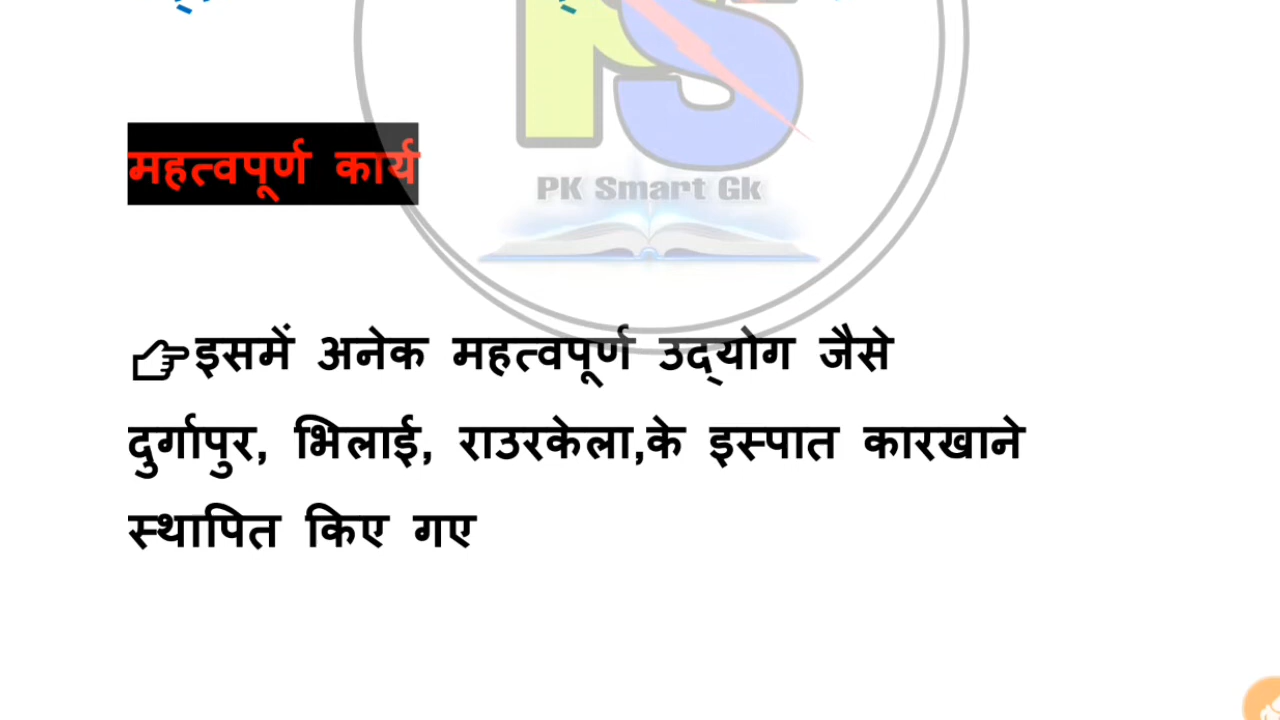 महत्वपूर्ण कार्य
PK Smart Gk
👉इसमें अनेक महत्वपूर्ण उद्योग जैसे
दुर्गापुर, भिलाई, राउरकेला,के इस्पात कारखाने
स्थापित किए गए